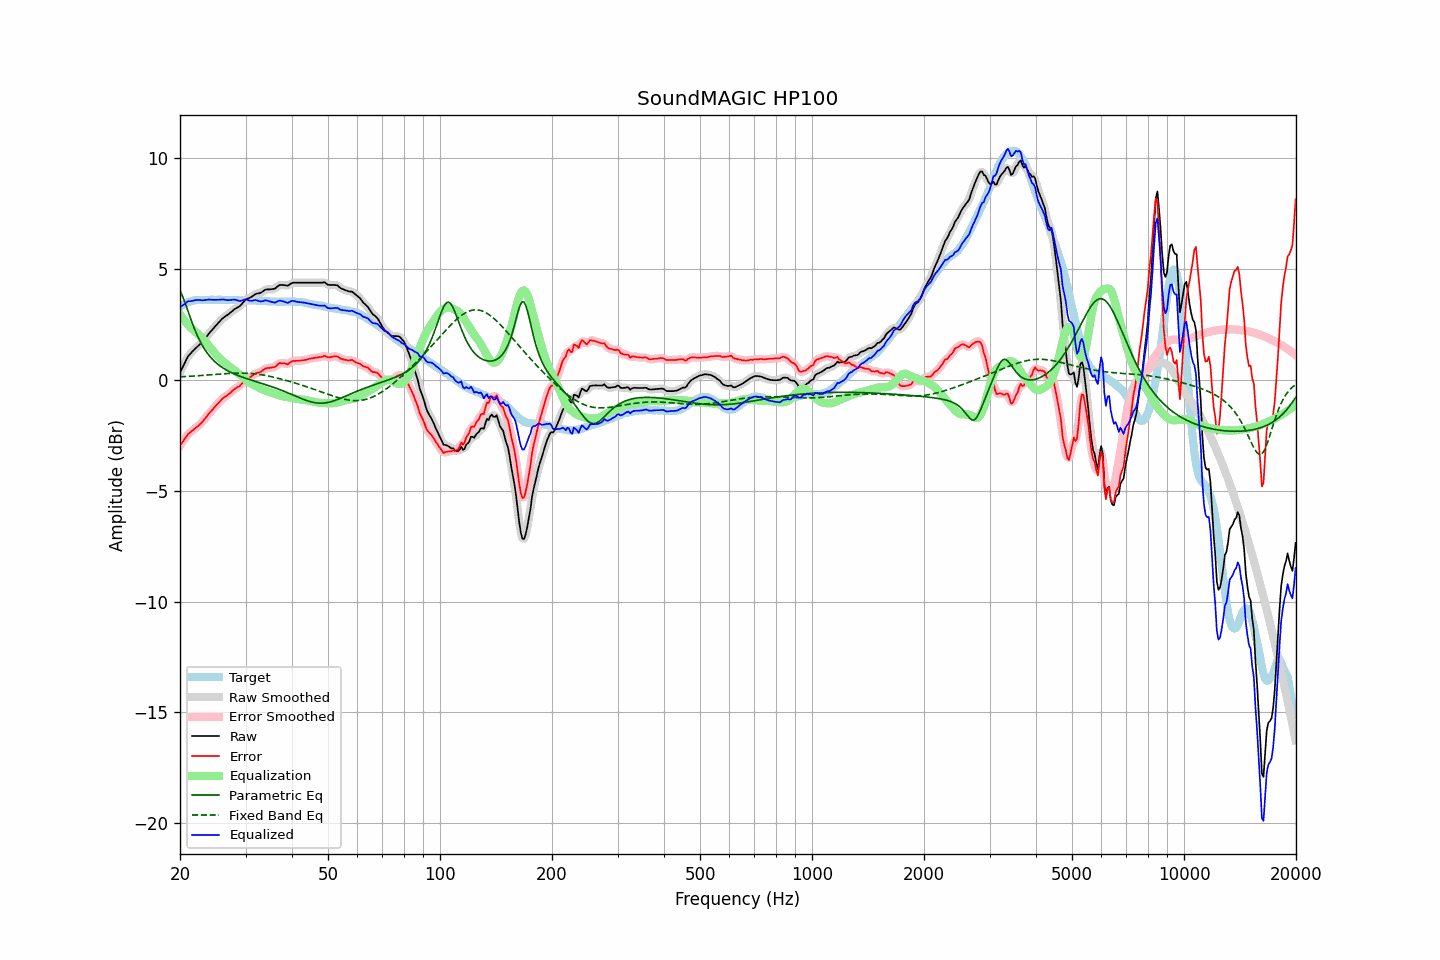 SoundMAGIC HP100
Amplitude (dBr)
10
5
0
−5
−10
−15
−20
Target
Raw Smoothed
Error Smoothed
Raw
Error
Equalization
Parametric Eq
Fixed Band Eq
Equalized
20 50 100 200 500 1000 2000 5000 10000 20000
Frequency (Hz)